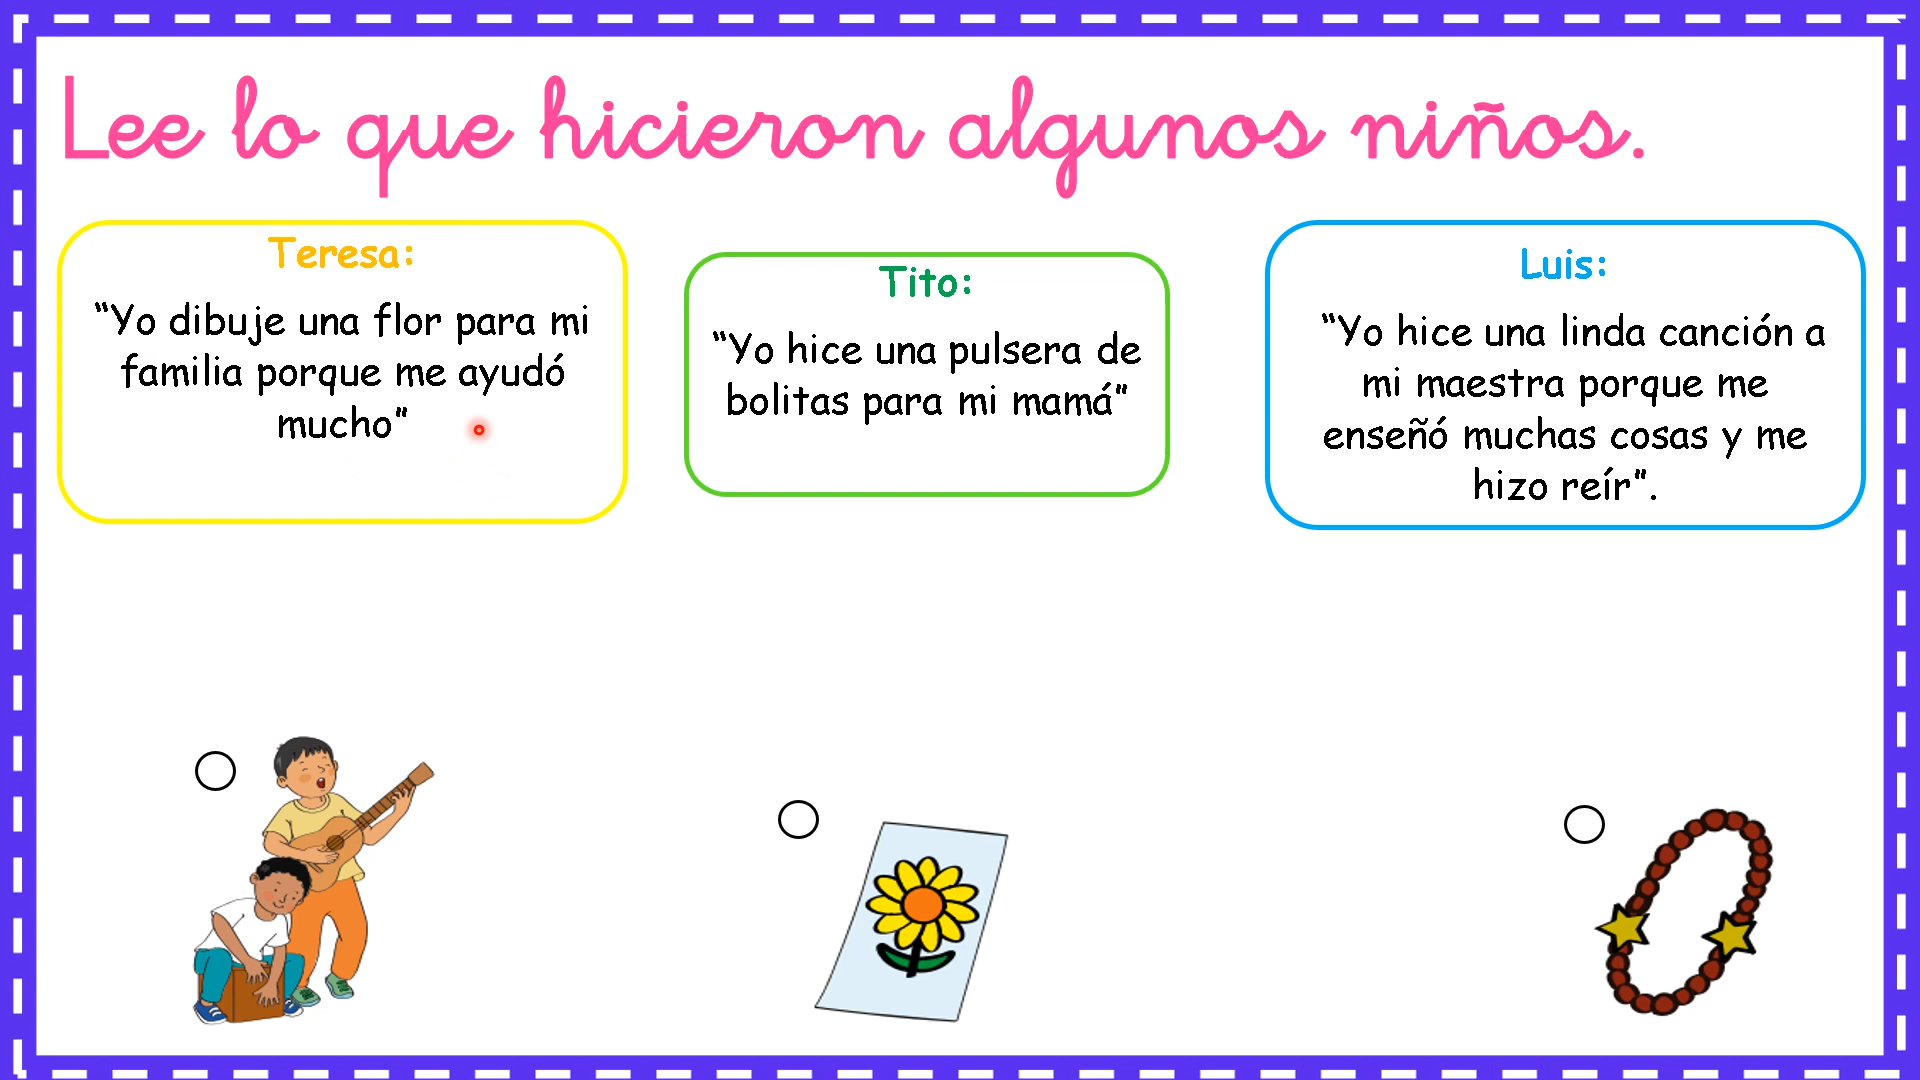 Lee lo que hicieron algunos niños.
Teresa:
“Yo dibuje una flor para mi
familia porque me ayudó
mucho”
Tito:
“Yo hice una pulsera de
bolitas para mi mamá”
Luis:
“Yo hice una linda canción a
mi maestra porque me
enseñó muchas cosas y me
hizo reír”.